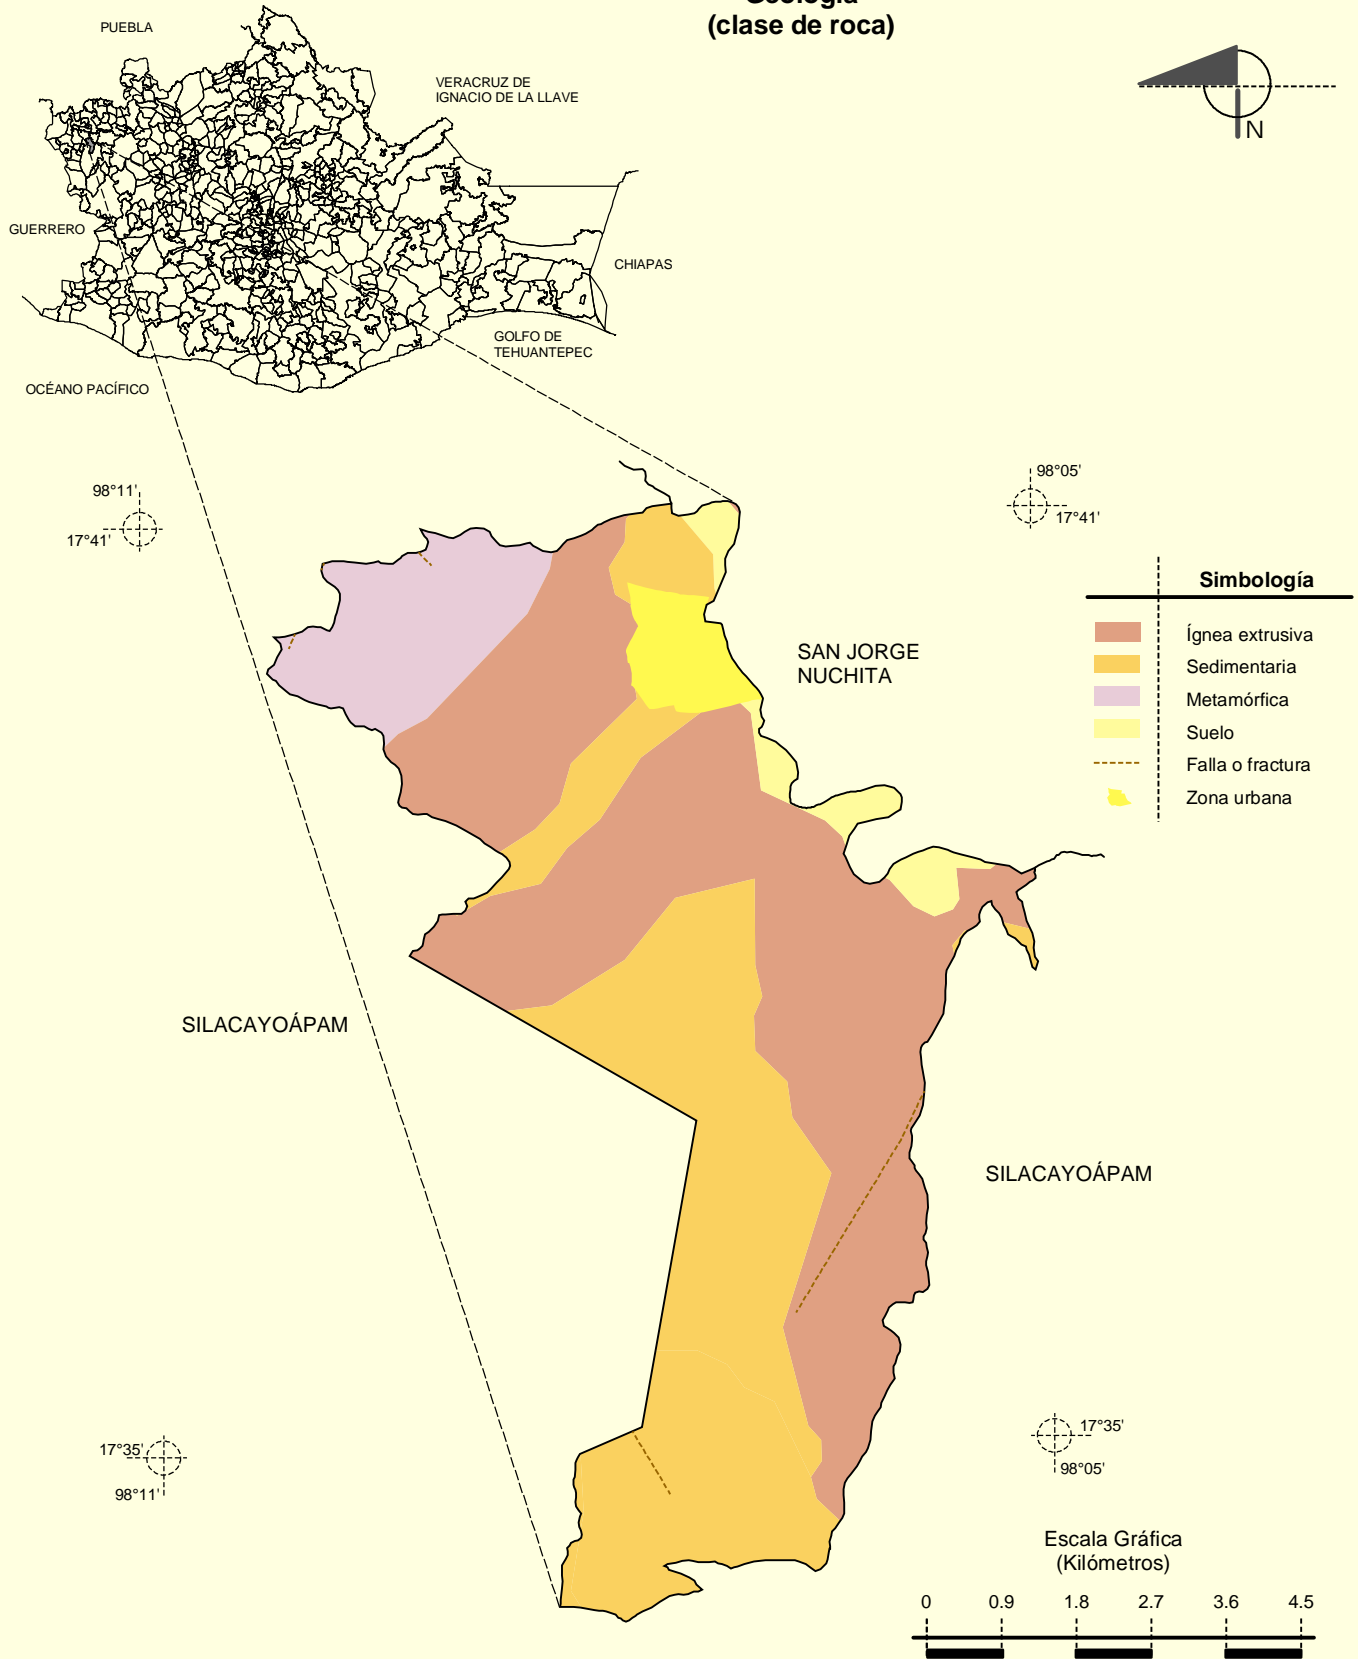 (clase de roca)
PUEBLA
VERACRUZ DE
IGNACIO DE LA LLAVE
N
GUERRERO
CHIAPAS
GOLFO DE
TEHUANTEPEC
OCÉANO PACÍFICO
98°11'
17°41'
98°05'
17°41'
Simbología
Ígnea extrusiva
Sedimentaria
Metamórfica
Suelo
Falla o fractura
Zona urbana
SAN JORGE
NUCHITA
SILACAYOÁPAM
SILACAYOÁPAM
17°35'
98°11'
17°35'
98°05'
Escala Gráfica
(Kilómetros)
0 0.9 1.8 2.7 3.6 4.5